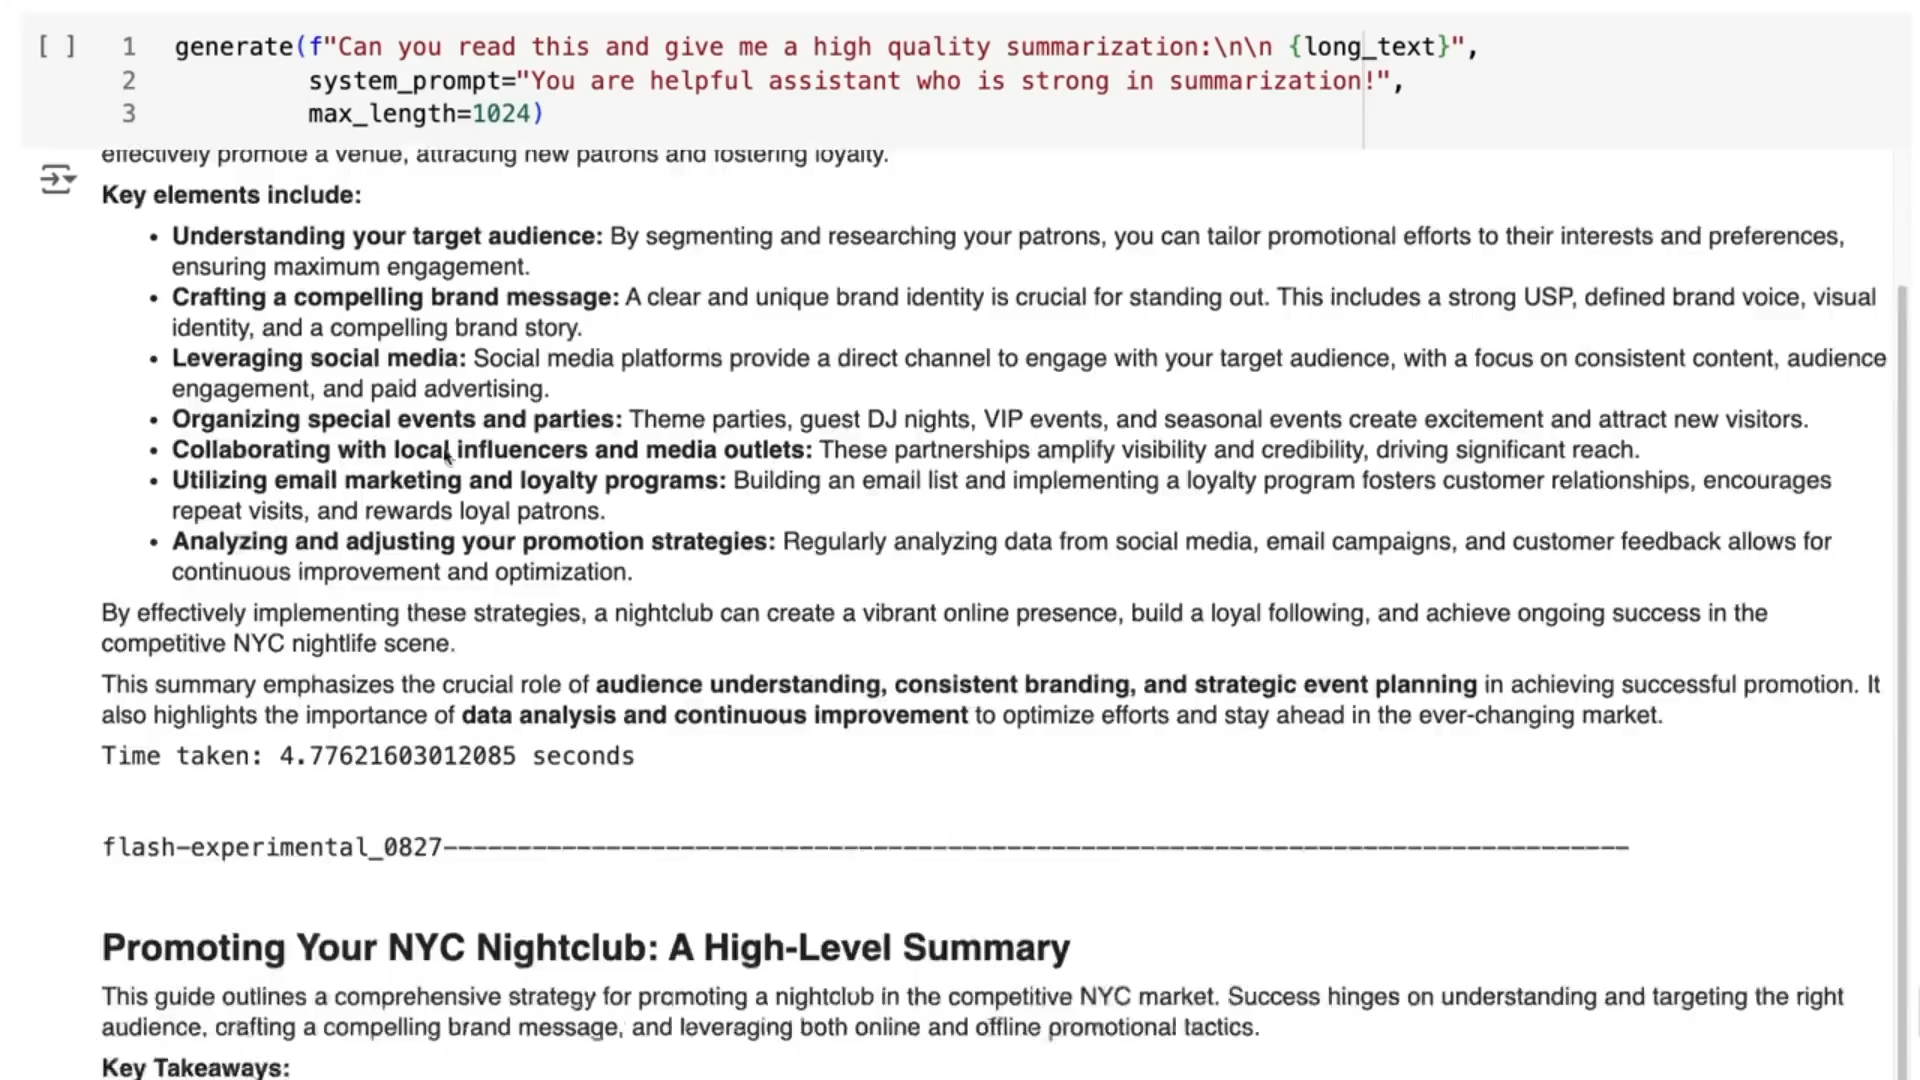 [ ] 1 generate(f"Can you read this and give me a high quality summarization:\n\n {long_text}",
2 system_prompt="You are helpful assistant who is strong in summarization!",
3 max_length=1024)
effectively promote a venue, attracting new patrons and fostering loyalty.
Key elements include:
• Understanding your target audience: By segmenting and researching your patrons, you can tailor promotional efforts to their interests and preferences,
ensuring maximum engagement.
• Crafting a compelling brand message: A clear and unique brand identity is crucial for standing out. This includes a strong USP, defined brand voice, visual
identity, and a compelling brand story.
• Leveraging social media: Social media platforms provide a direct channel to engage with your target audience, with a focus on consistent content, audience
engagement, and paid advertising.
• Organizing special events and parties: Theme parties, guest DJ nights, VIP events, and seasonal events create excitement and attract new visitors.
• Collaborating with local influencers and media outlets: These partnerships amplify visibility and credibility, driving significant reach.
• Utilizing email marketing and loyalty programs: Building an email list and implementing a loyalty program fosters customer relationships, encourages
repeat visits, and rewards loyal patrons.
• Analyzing and adjusting your promotion strategies: Regularly analyzing data from social media, email campaigns, and customer feedback allows for
continuous improvement and optimization.
By effectively implementing these strategies, a nightclub can create a vibrant online presence, build a loyal following, and achieve ongoing success in the
competitive NYC nightlife scene.
This summary emphasizes the crucial role of audience understanding, consistent branding, and strategic event planning in achieving successful promotion. It
also highlights the importance of data analysis and continuous improvement to optimize efforts and stay ahead in the ever-changing market.
Time taken: 4.77621603012085 seconds
flash-experimental_0827--------------------------------------------------------------------------------
Promoting Your NYC Nightclub: A High-Level Summary
This guide outlines a comprehensive strategy for promoting a nightclub in the competitive NYC market. Success hinges on understanding and targeting the right
audience, crafting a compelling brand message, and leveraging both online and offline promotional tactics.
Key Takeaways: